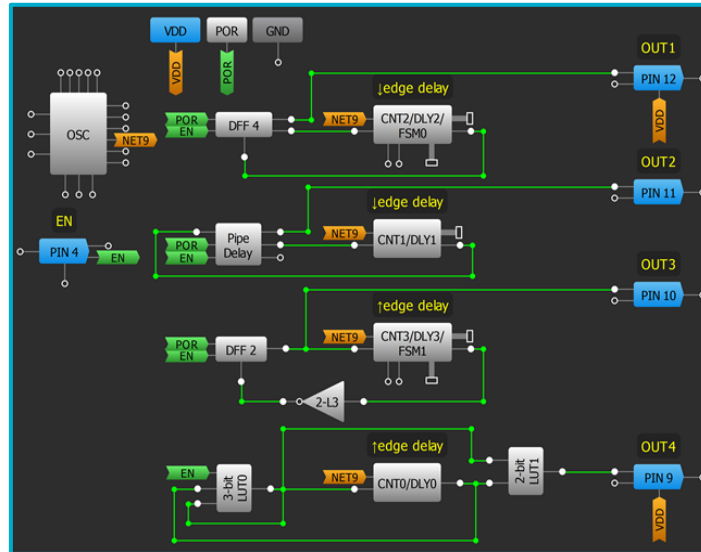 VDD
POR
GND
VDD
POR
OUT1
PIN 12
VDD
OSC
NET9
POR
EN
DFF 4
↓edge delay
NET9
CNT2/DLY2/
FSM0
OUT2
PIN 11
EN
PIN 4
EN
POR
EN
Pipe
Delay
↓edge delay
NET9
CNT1/DLY1
OUT3
PIN 10
POR
EN
DFF 2
↑edge delay
NET9
CNT3/DLY3/
FSM1
2-L3
EN
3-bit
LUT0
↑edge delay
NET9
CNT0/DLY0
2-bit
LUT1
OUT4
PIN 9
VDD